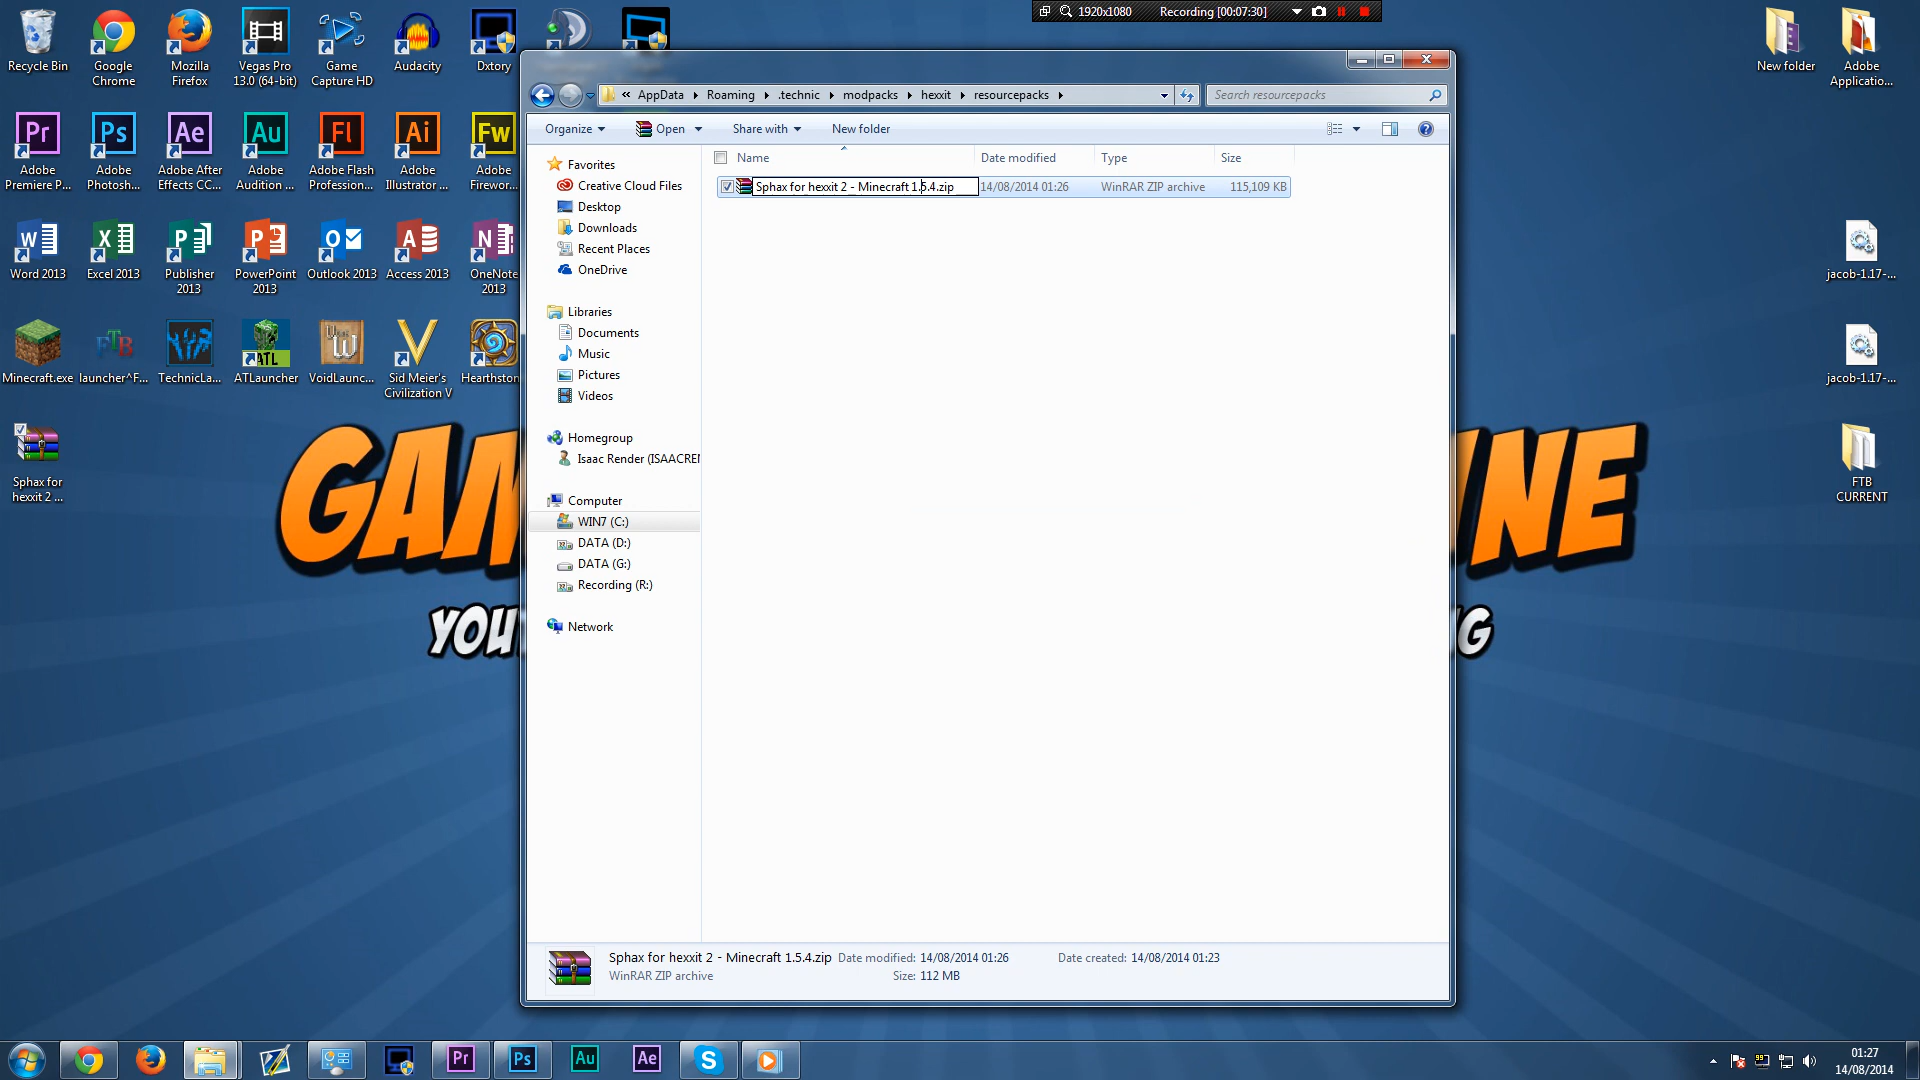 1920x1080 Recording [00:07:30]
Recycle Bin
Google Chrome
Mozilla Firefox
Vegas Pro 13.0 (64-bit)
Game Capture HD
Audacity
Dxtory
New folder
Adobe Applicatio...
Adobe Premiere P...
Adobe Photosh...
Adobe After Effects CC...
Adobe Audition ...
Adobe Flash Profession...
Adobe Illustrator ...
Adobe Firewor...
Word 2013
Excel 2013
Publisher 2013
PowerPoint 2013
Outlook 2013
Access 2013
OneNote 2013
Minecraft.exe
launcher^F...
TechnicLa...
ATLauncher
VoidLaunc...
Sid Meier's Civilization V
Hearthston
Sphax for hexxit 2 ...
jacob-1.17-...
jacob-1.17-...
FTB CURRENT
« AppData Roaming .technic modpacks hexxit resourcepacks
Search resourcepacks
Organize Open Share with New folder
Name Date modified Type Size
Sphax for hexxit 2 - Minecraft 1.5.4.zip 14/08/2014 01:26 WinRAR ZIP archive 115,109 KB
Favorites
Creative Cloud Files
Desktop
Downloads
Recent Places
OneDrive
Libraries
Documents
Music
Pictures
Videos
Homegroup
Isaac Render (ISAACREN
Computer
WIN7 (C:)
DATA (D:)
DATA (G:)
Recording (R:)
Network
GAM
INE
YOU
G
Sphax for hexxit 2 - Minecraft 1.5.4.zip Date modified: 14/08/2014 01:26 Date created: 14/08/2014 01:23
WinRAR ZIP archive Size: 112 MB
Pr Ps Au Ae
01:27
14/08/2014